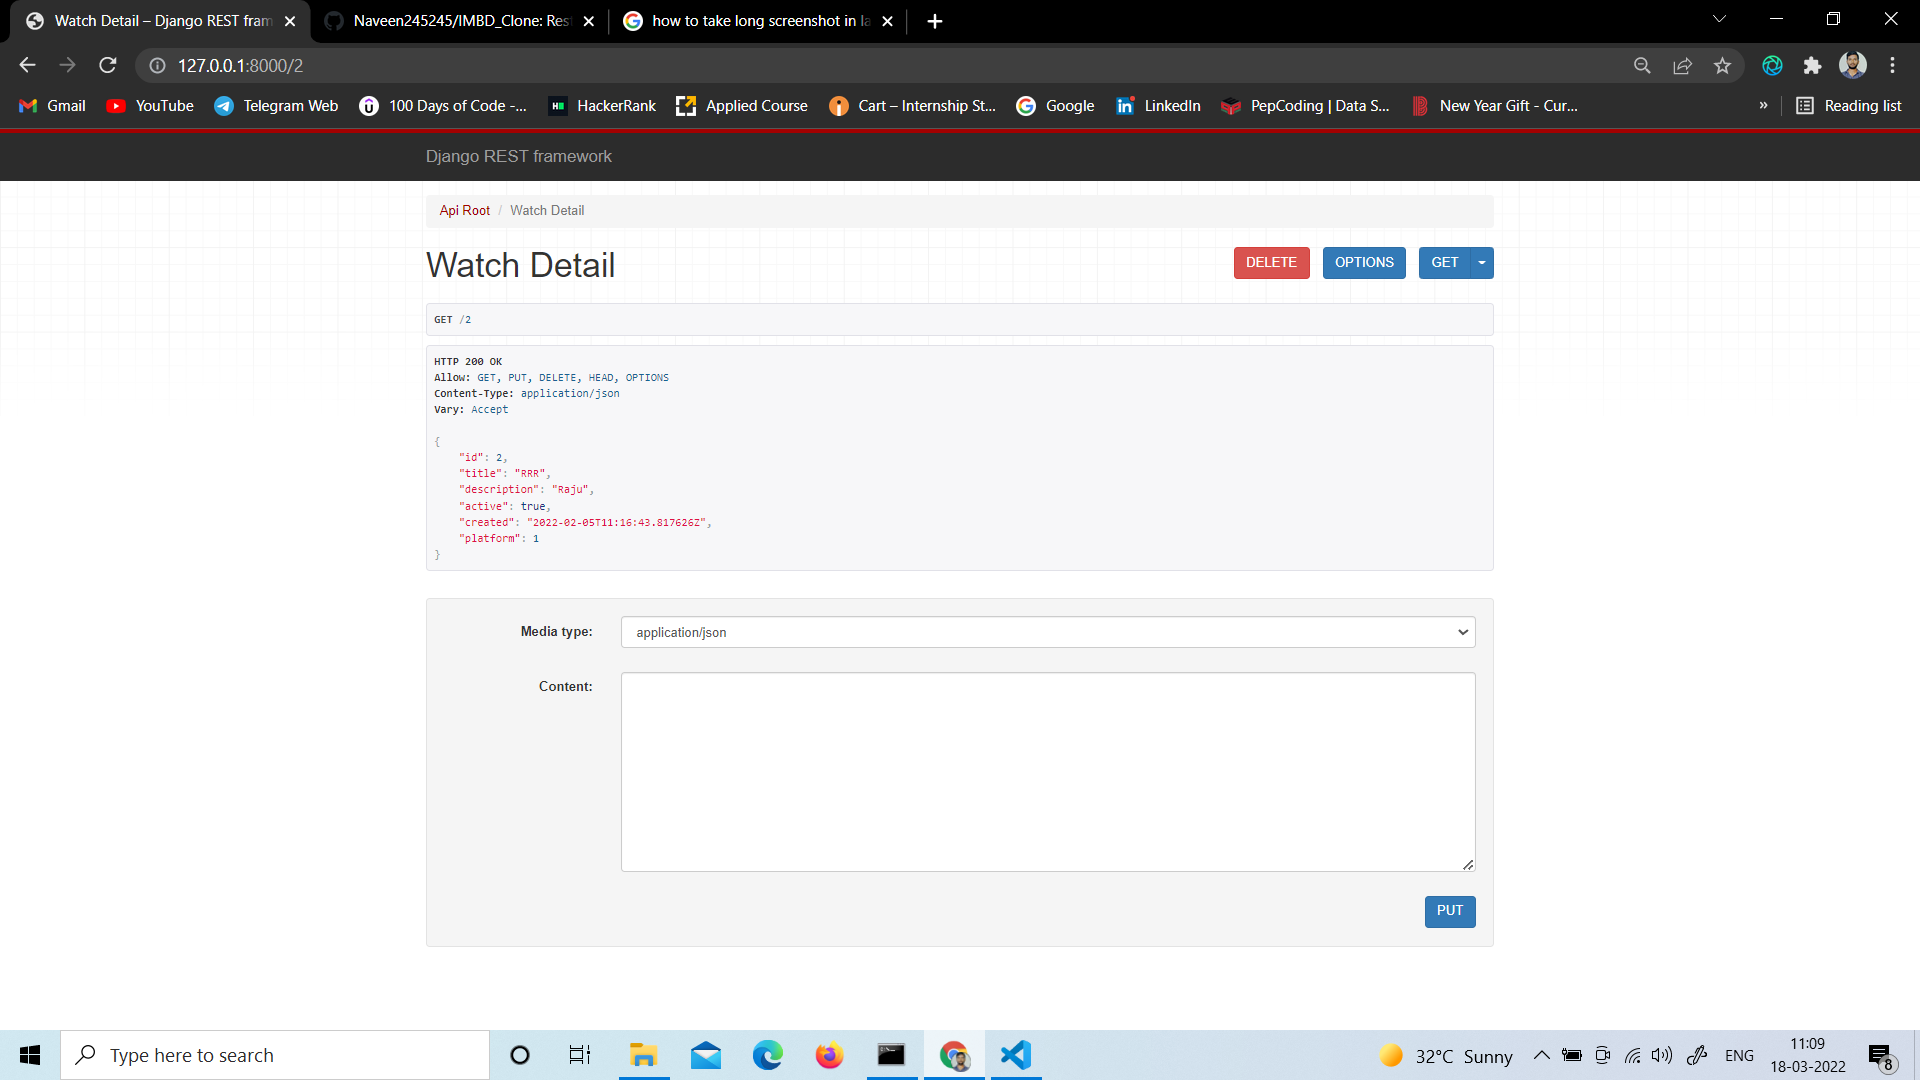 Watch Detail – Django REST fram
Naveen245245/IMBD_Clone: Res
how to take long screenshot in la
127.0.0.1:8000/2
Gmail
YouTube
Telegram Web
100 Days of Code -...
HackerRank
Applied Course
Cart – Internship St...
Google
LinkedIn
PepCoding | Data S...
New Year Gift - Cur...
»
Reading list
Django REST framework
Api Root / Watch Detail
Watch Detail
DELETE
OPTIONS
GET
GET /2
HTTP 200 OK
Allow: GET, PUT, DELETE, HEAD, OPTIONS
Content-Type: application/json
Vary: Accept
{
"id": 2,
"title": "RRR",
"description": "Raju",
"active": true,
"created": "2022-02-05T11:16:43.817626Z",
"platform": 1
}
Media type:
application/json
Content:
PUT
Type here to search
32°C Sunny
ENG
11:09
18-03-2022
8